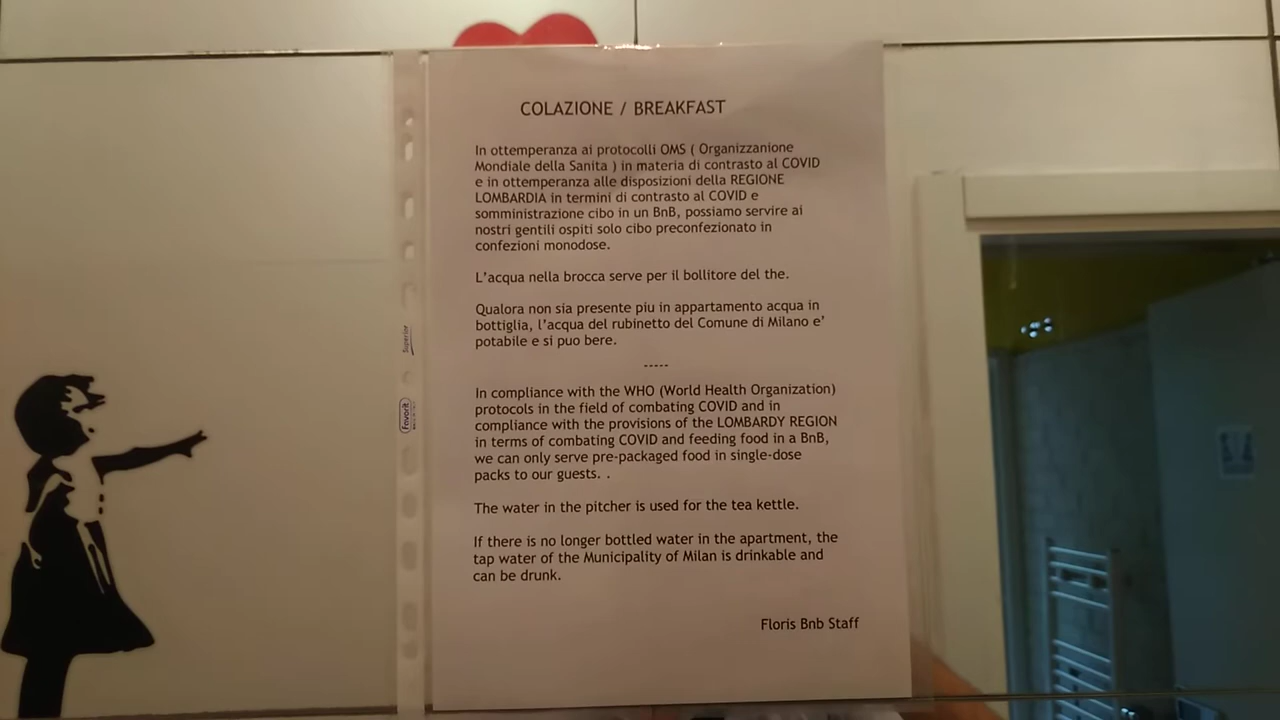 COLAZIONE / BREAKFAST
In ottemperanza ai protocolli OMS ( Organizzanione
Mondiale della Sanita ) in materia di contrasto al COVID
e in ottemperanza alle disposizioni della REGIONE
LOMBARDIA in termini di contrasto al COVID e
somministrazione cibo in un BnB, possiamo servire ai
nostri gentili ospiti solo cibo preconfezionato in
confezioni monodose.
L'acqua nella brocca serve per il bollitore del the.
Qualora non sia presente piu in appartamento acqua in
bottiglia, l'acqua del rubinetto del Comune di Milano e'
potabile e si puo bere.
-----
In compliance with the WHO (World Health Organization)
protocols in the field of combating COVID and in
compliance with the provisions of the LOMBARDY REGION
in terms of combating COVID and feeding food in a BnB,
we can only serve pre-packaged food in single-dose
packs to our guests. .
The water in the pitcher is used for the tea kettle.
If there is no longer bottled water in the apartment, the
tap water of the Municipality of Milan is drinkable and
can be drunk.
Floris Bnb Staff
Superior
Favorit